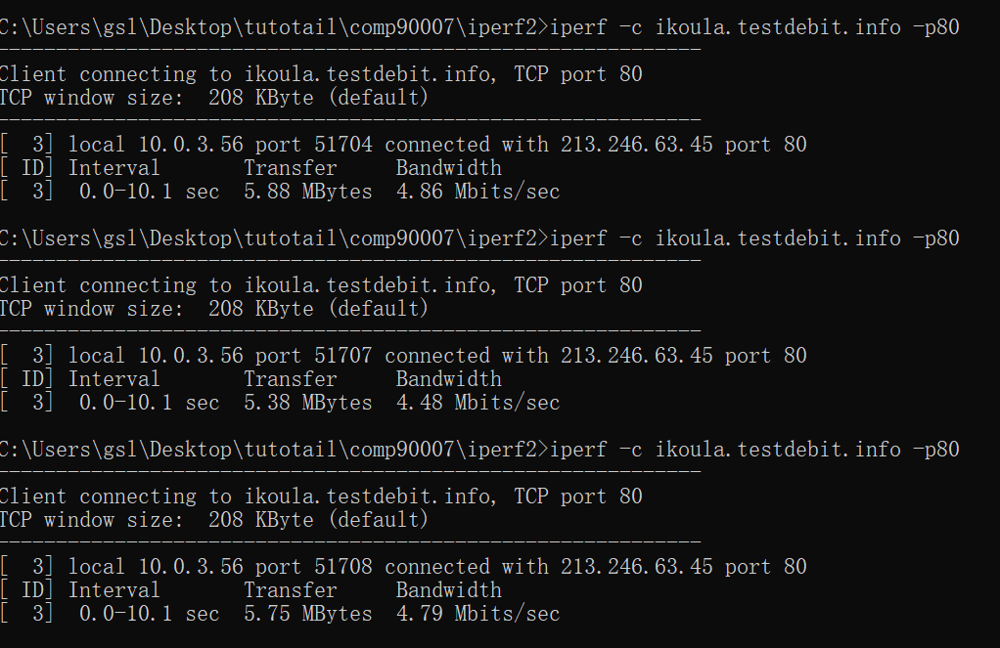 C:\Users\gsl\Desktop\tutotail\comp90007\iperf2>iperf -c ikoula.testdebit.info -p80
------------------------------------------------------------
Client connecting to ikoula.testdebit.info, TCP port 80
TCP window size:  208 KByte (default)
------------------------------------------------------------
[  3] local 10.0.3.56 port 51704 connected with 213.246.63.45 port 80
[ ID] Interval       Transfer     Bandwidth
[  3]  0.0-10.1 sec  5.88 MBytes  4.86 Mbits/sec
C:\Users\gsl\Desktop\tutotail\comp90007\iperf2>iperf -c ikoula.testdebit.info -p80
------------------------------------------------------------
Client connecting to ikoula.testdebit.info, TCP port 80
TCP window size:  208 KByte (default)
------------------------------------------------------------
[  3] local 10.0.3.56 port 51707 connected with 213.246.63.45 port 80
[ ID] Interval       Transfer     Bandwidth
[  3]  0.0-10.1 sec  5.38 MBytes  4.48 Mbits/sec
C:\Users\gsl\Desktop\tutotail\comp90007\iperf2>iperf -c ikoula.testdebit.info -p80
------------------------------------------------------------
Client connecting to ikoula.testdebit.info, TCP port 80
TCP window size:  208 KByte (default)
------------------------------------------------------------
[  3] local 10.0.3.56 port 51708 connected with 213.246.63.45 port 80
[ ID] Interval       Transfer     Bandwidth
[  3]  0.0-10.1 sec  5.75 MBytes  4.79 Mbits/sec